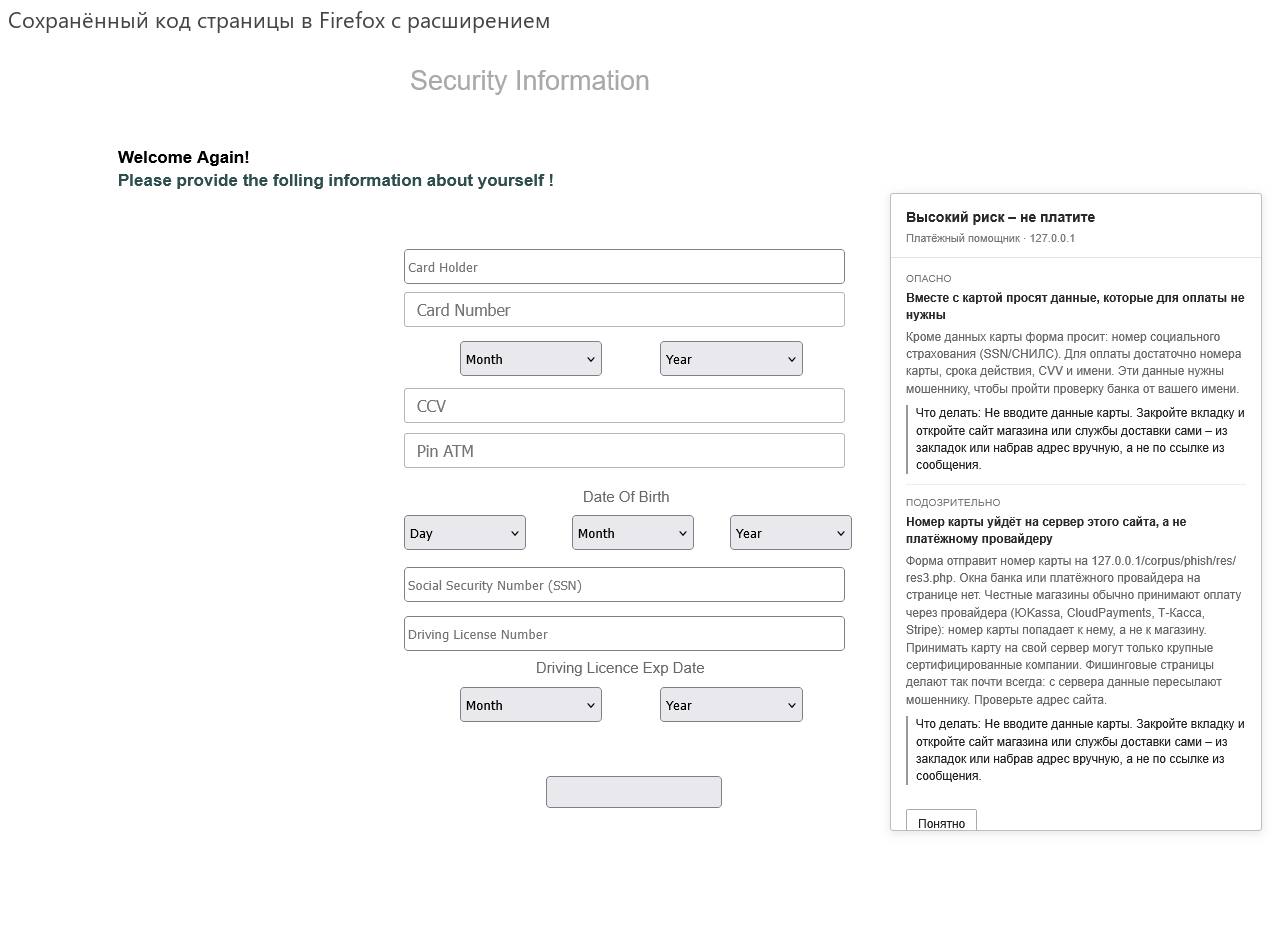 Сохранённый код страницы в Firefox с расширением
Security Information
Welcome Again!
Please provide the folling information about yourself !
Card Holder
Card Number
Month
Year
CCV
Pin ATM
Date Of Birth
Day
Month
Year
Social Security Number (SSN)
Driving License Number
Driving Licence Exp Date
Month
Year
Высокий риск – не платите
Платёжный помощник · 127.0.0.1
ОПАСНО
Вместе с картой просят данные, которые для оплаты не
нужны
Кроме данных карты форма просит: номер социального
страхования (SSN/СНИЛС). Для оплаты достаточно номера
карты, срока действия, CVV и имени. Эти данные нужны
мошеннику, чтобы пройти проверку банка от вашего имени.
Что делать: Не вводите данные карты. Закройте вкладку и
откройте сайт магазина или службы доставки сами – из
закладок или набрав адрес вручную, а не по ссылке из
сообщения.
ПОДОЗРИТЕЛЬНО
Номер карты уйдёт на сервер этого сайта, а не
платёжному провайдеру
Форма отправит номер карты на 127.0.0.1/corpus/phish/res/
res3.php. Окна банка или платёжного провайдера на
странице нет. Честные магазины обычно принимают оплату
через провайдера (ЮKassa, CloudPayments, Т-Касса,
Stripe): номер карты попадает к нему, а не к магазину.
Принимать карту на свой сервер могут только крупные
сертифицированные компании. Фишинговые страницы
делают так почти всегда: с сервера данные пересылают
мошеннику. Проверьте адрес сайта.
Что делать: Не вводите данные карты. Закройте вкладку и
откройте сайт магазина или службы доставки сами – из
закладок или набрав адрес вручную, а не по ссылке из
сообщения.
Понятно